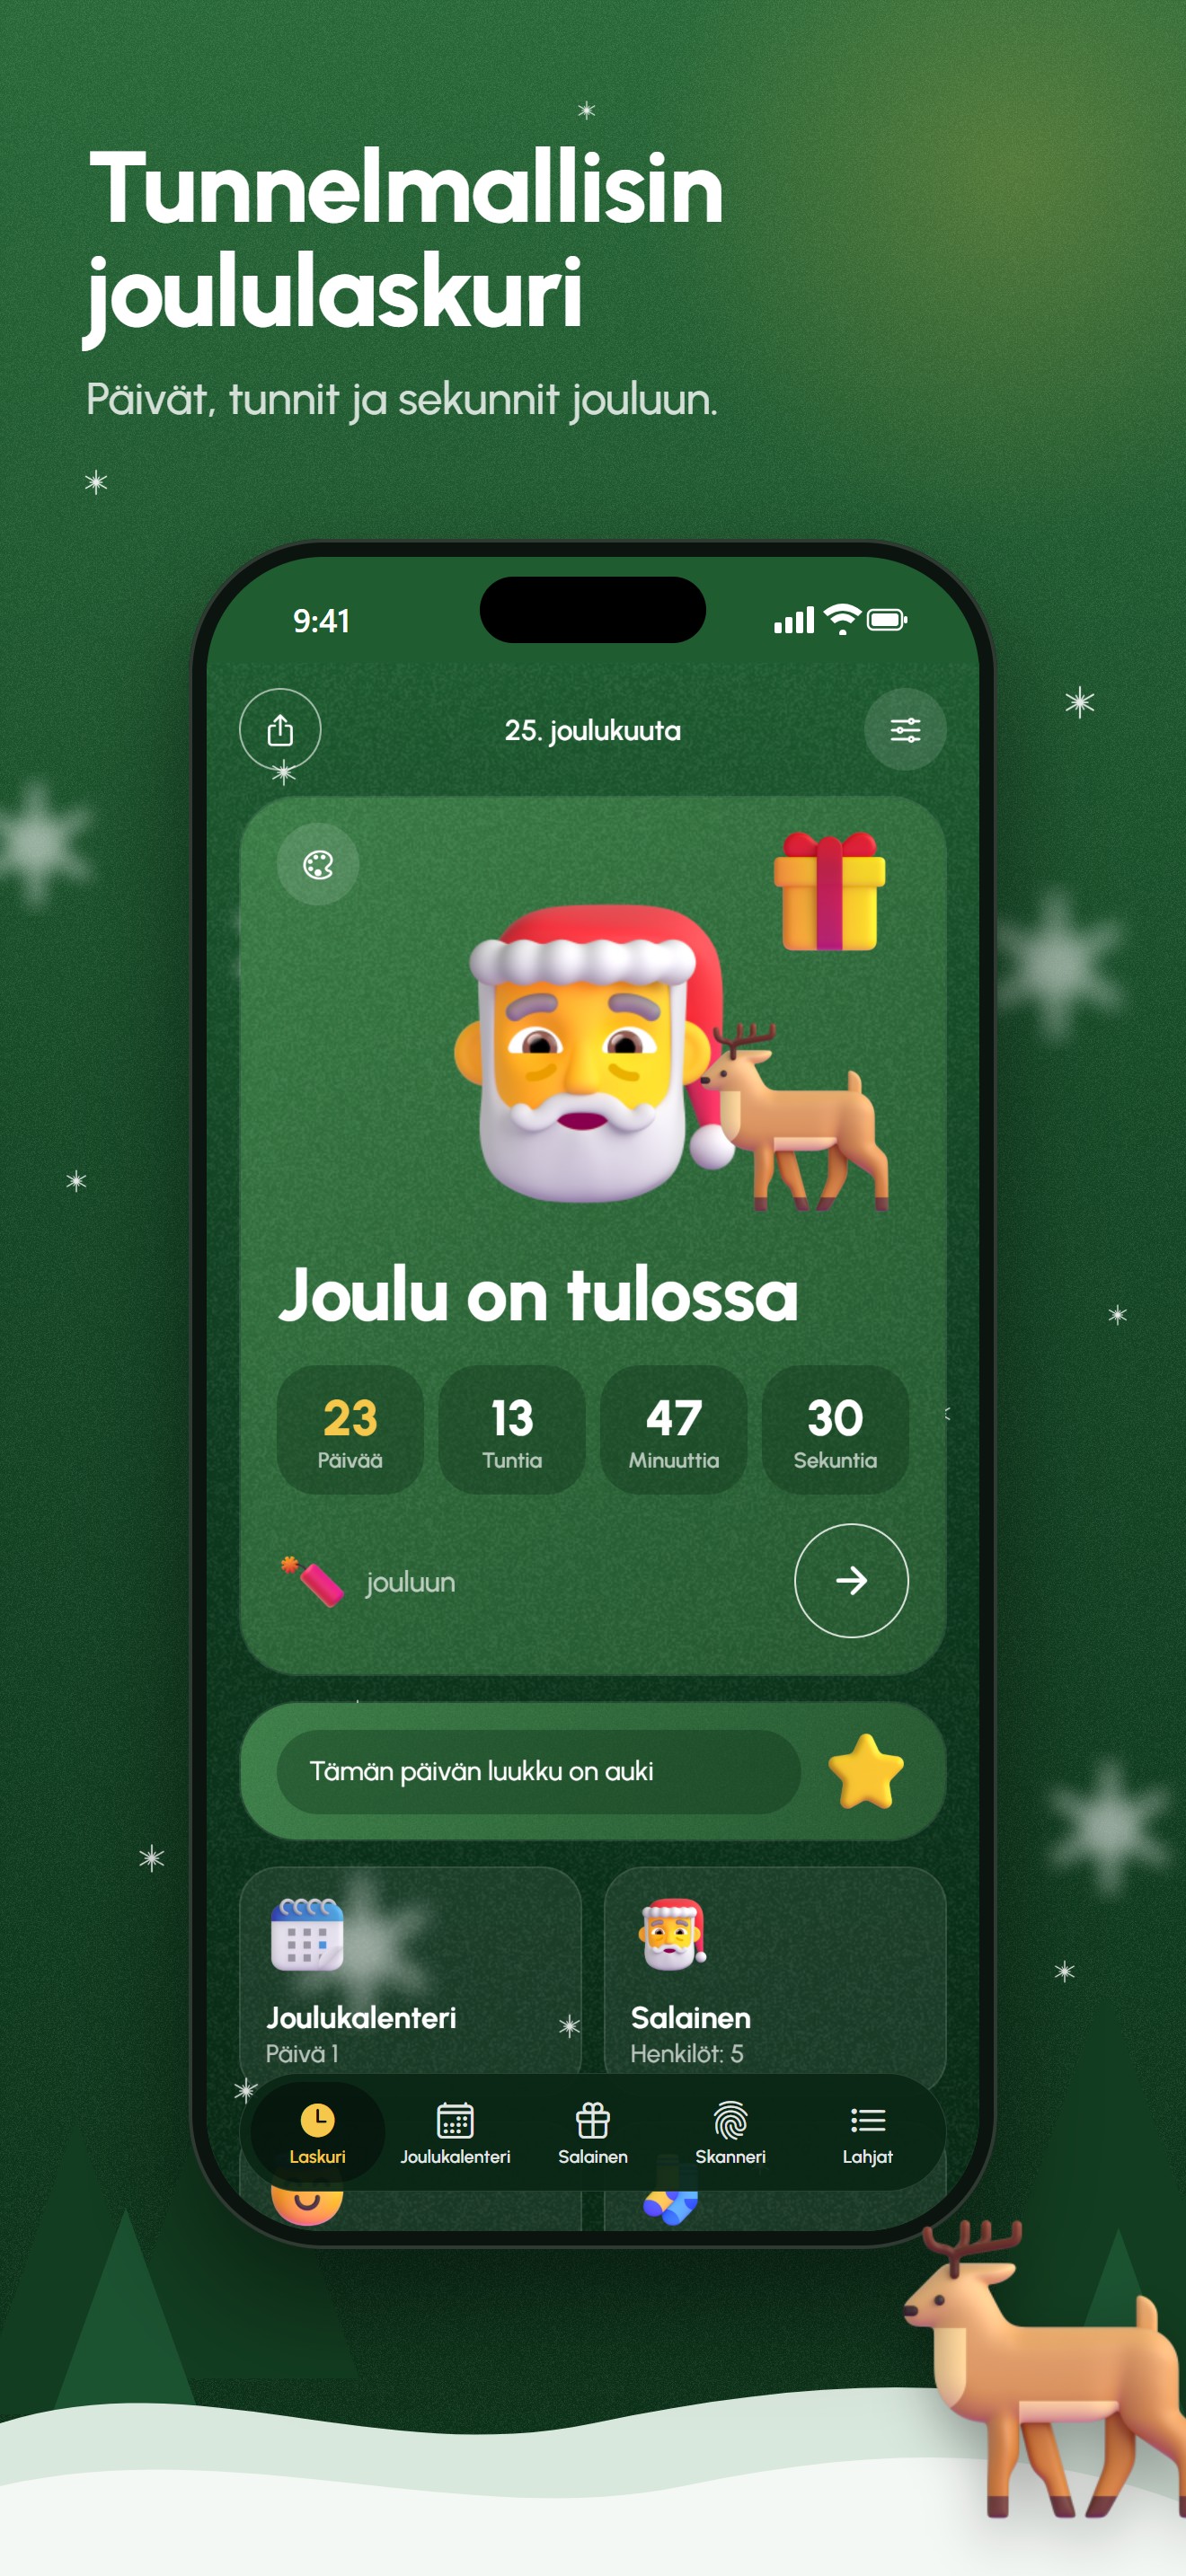 Tunnelmallisin
joululaskuri
Päivät, tunnit ja sekunnit jouluun.
9:41
25. joulukuuta
Joulu on tulossa
23 13 47 30
Päivää Tuntia Minuuttia Sekuntia
jouluun
Tämän päivän luukku on auki
Joulukalenteri Salainen
Päivä 1 Henkilöt: 5
Laskuri Joulukalenteri Salainen Skanneri Lahjat